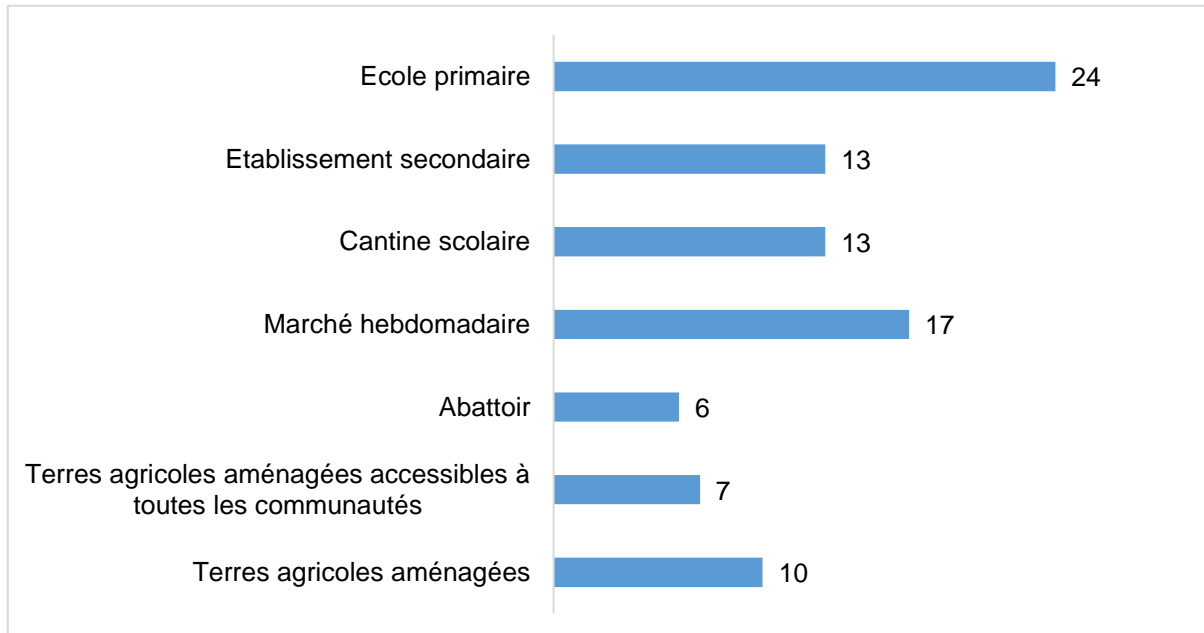 Ecole primaire
24
Etablissement secondaire
13
Cantine scolaire
13
Marché hebdomadaire
17
Abattoir
6
Terres agricoles aménagées accessibles à
toutes les communautés
7
Terres agricoles aménagées
10